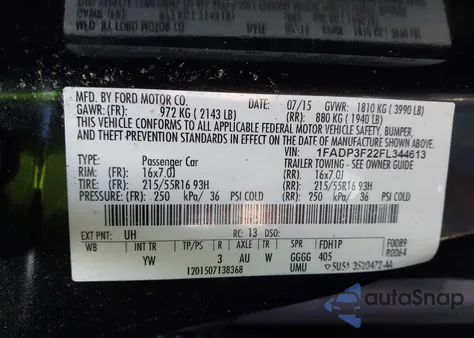 MFD. BY FORD MOTOR CO.
07/15 GVWR: 1810 KG ( 3990 LB)
GAWR: (FR): 972 KG ( 2143 LB) (RR): 880 KG ( 1940 LB)
THIS VEHICLE CONFORMS TO ALL APPLICABLE FEDERAL MOTOR VEHICLE SAFETY, BUMPER,
AND THEFT PREVENTION STANDARDS IN EFFECT ON THE DATE OF MANUFACTURE SHOWN ABOVE.
VIN: 1FADP3F22FL344613
TYPE: Passenger Car TRAILER TOWING - SEE OWNER GUIDE
RIM: (FR) 16x7.0J (RR): 16x7.0J
TIRE: (FR) 215/55R16 93H (RR): 215/55R16 93H
PRESSURE: (FR) 250 kPa/ 36 PSI COLD (RR): 250 kPa/ 36 PSI COLD
EXT PNT: UH RC: 13 DSO:
WB INT TR TP/PS R AXLE TR SPR FDH1P F0089
YW 3 AU W GGGG 405 R0064
1201507138368 UMU
autoSnap